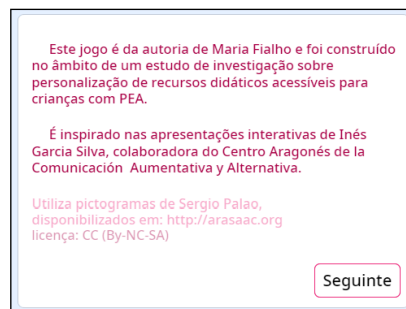 Este jogo é da autoria de Maria Fialho e foi construído
no âmbito de um estudo de investigação sobre
personalização de recursos didáticos acessíveis para
crianças com PEA.
É inspirado nas apresentações interativas de Inés
Garcia Silva, colaboradora do Centro Aragonés de la
Comunicación Aumentativa y Alternativa.
Utiliza pictogramas de Sergio Palao,
disponibilizados em: http://arasaac.org
licença: CC (By-NC-SA)
Seguinte